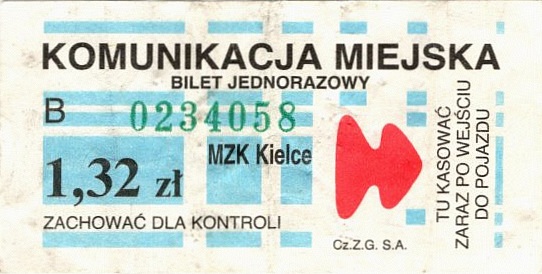 KOMUNIKACJA MIEJSKA
BILET JEDNORAZOWY
B 0234058
MZK Kielce
1,32 zł
ZACHOWAĆ DLA KONTROLI
Cz.Z.G. S.A.
TU KASOWAĆ
ZARAZ PO WEJŚCIU
DO POJAZDU